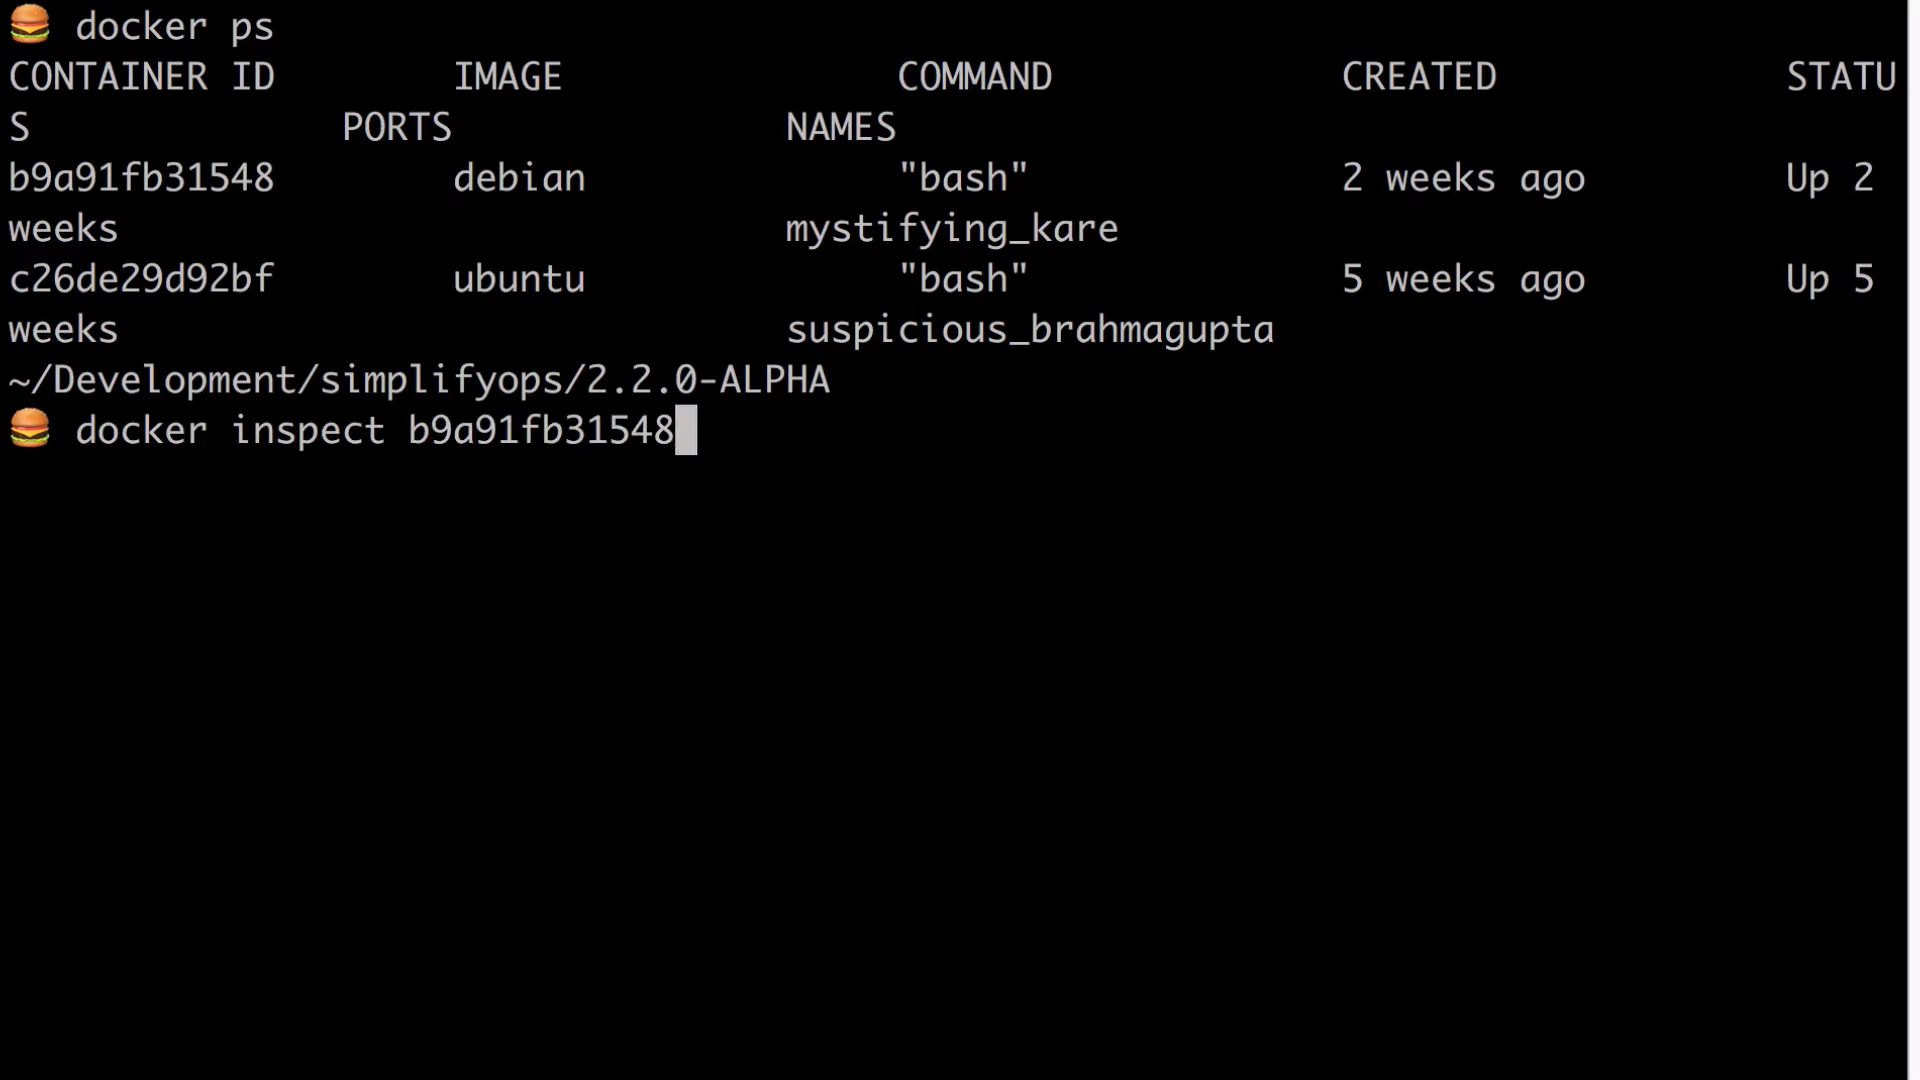 🍔 docker ps
CONTAINER ID        IMAGE               COMMAND             CREATED             STATU
S              PORTS               NAMES
b9a91fb31548        debian              "bash"              2 weeks ago         Up 2
weeks                              mystifying_kare
c26de29d92bf        ubuntu              "bash"              5 weeks ago         Up 5
weeks                              suspicious_brahmagupta
~/Development/simplifyops/2.2.0-ALPHA
🍔 docker inspect b9a91fb31548